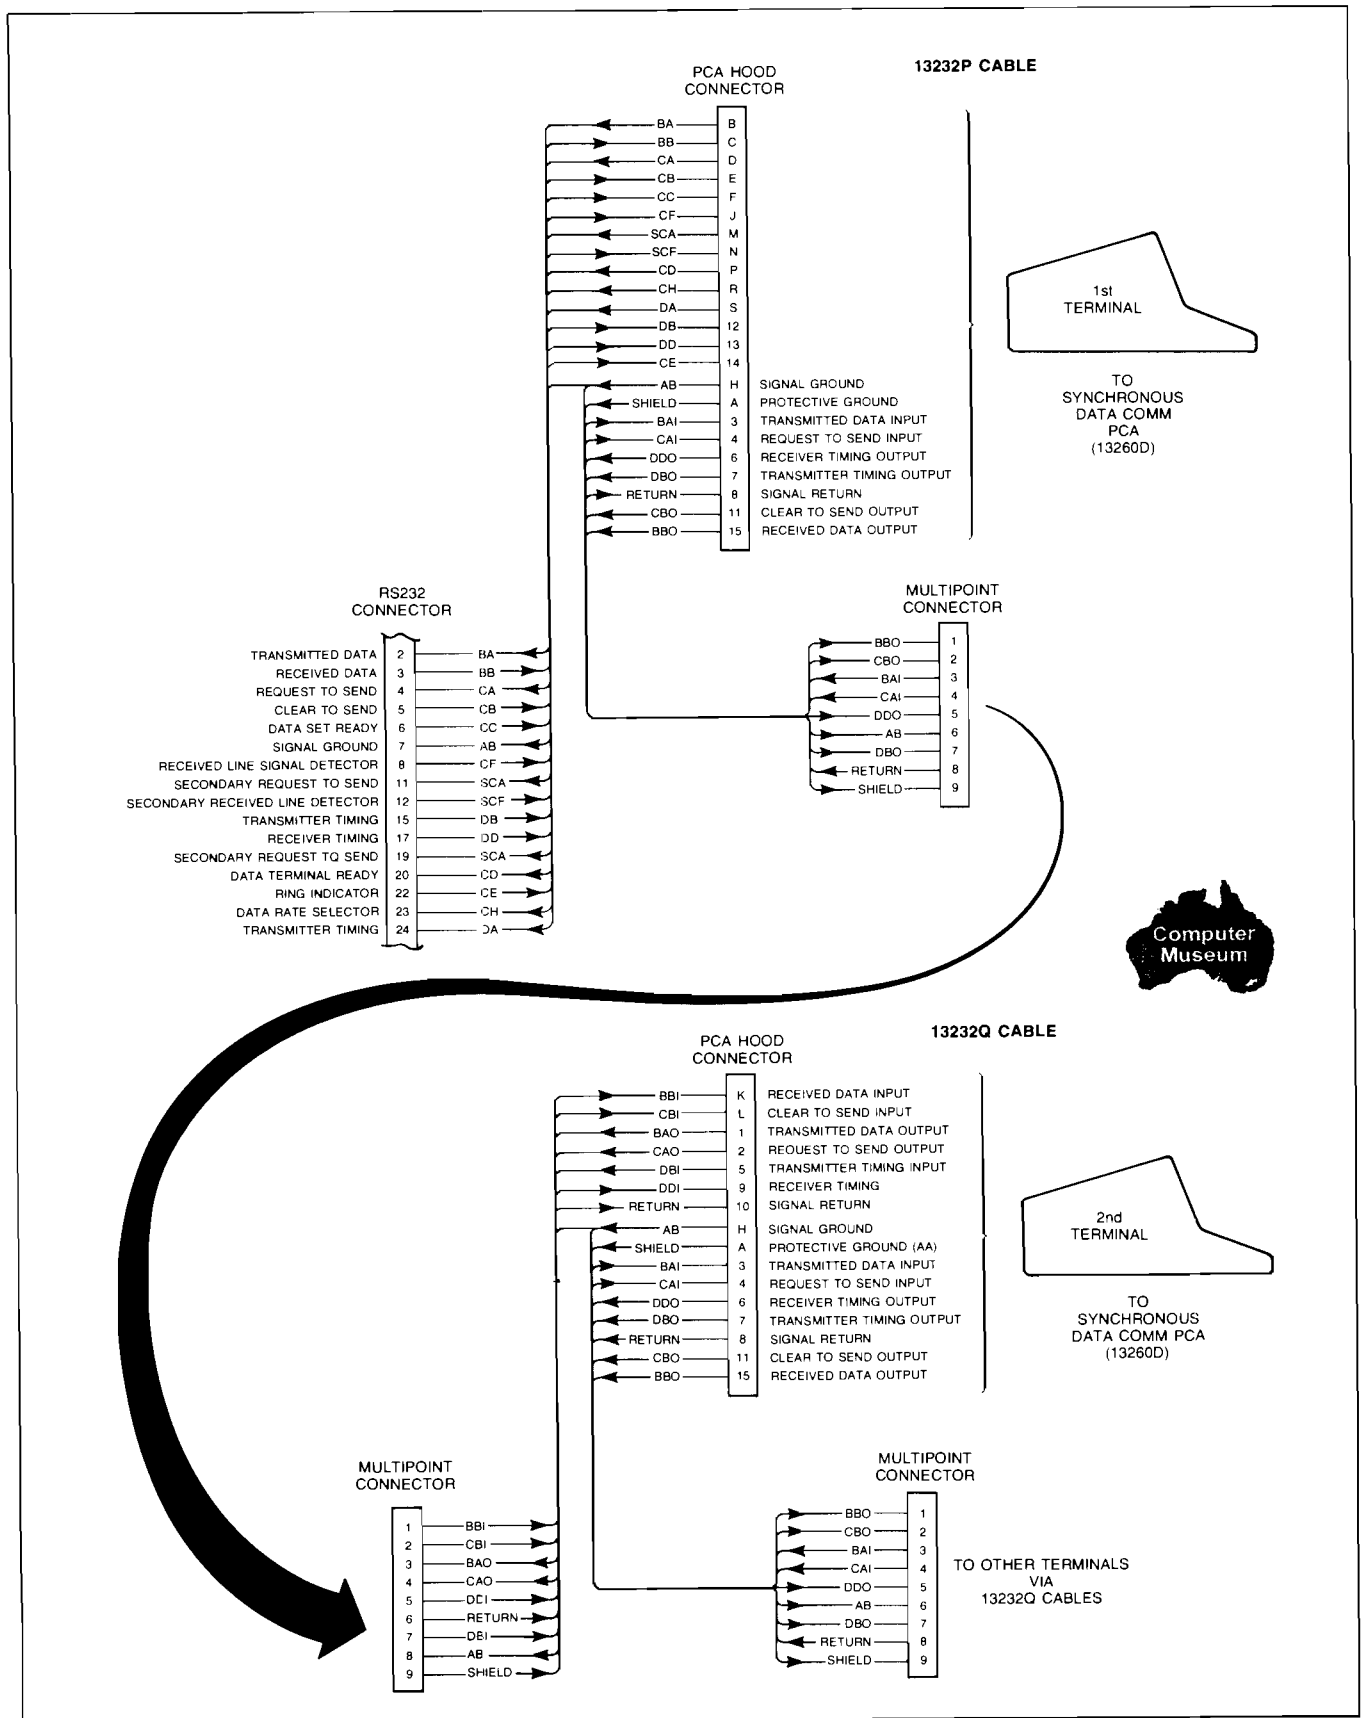 13232P CABLE
PCA HOOD
CONNECTOR
BA B
BB C
CA D
CB E
CC F
CF J
SCA M
SCF N
CD P
CH R
DA S
DB 12
DD 13
CE 14
AB H SIGNAL GROUND
SHIELD A PROTECTIVE GROUND
BAI 3 TRANSMITTED DATA INPUT
CAI 4 REQUEST TO SEND INPUT
DDO 6 RECEIVER TIMING OUTPUT
DBO 7 TRANSMITTER TIMING OUTPUT
RETURN 8 SIGNAL RETURN
CBO 11 CLEAR TO SEND OUTPUT
BBO 15 RECEIVED DATA OUTPUT
1st
TERMINAL
TO
SYNCHRONOUS
DATA COMM
PCA
(13260D)
RS232
CONNECTOR
TRANSMITTED DATA 2 BA
RECEIVED DATA 3 BB
REQUEST TO SEND 4 CA
CLEAR TO SEND 5 CB
DATA SET READY 6 CC
SIGNAL GROUND 7 AB
RECEIVED LINE SIGNAL DETECTOR 8 CF
SECONDARY REQUEST TO SEND 11 SCA
SECONDARY RECEIVED LINE DETECTOR 12 SCF
TRANSMITTER TIMING 15 DB
RECEIVER TIMING 17 DD
SECONDARY REQUEST TO SEND 19 SCA
DATA TERMINAL READY 20 CD
RING INDICATOR 22 CE
DATA RATE SELECTOR 23 CH
TRANSMITTER TIMING 24 DA
MULTIPOINT
CONNECTOR
BBO 1
CBO 2
BAI 3
CAI 4
DDO 5
AB 6
DBO 7
RETURN 8
SHIELD 9
Computer
Museum
13232Q CABLE
PCA HOOD
CONNECTOR
BBI K RECEIVED DATA INPUT
CBI L CLEAR TO SEND INPUT
BAO 1 TRANSMITTED DATA OUTPUT
CAO 2 REQUEST TO SEND OUTPUT
DBI 5 TRANSMITTER TIMING INPUT
DDI 9 RECEIVER TIMING
RETURN 10 SIGNAL RETURN
AB H SIGNAL GROUND
SHIELD A PROTECTIVE GROUND (AA)
BAI 3 TRANSMITTED DATA INPUT
CAI 4 REQUEST TO SEND INPUT
DDO 6 RECEIVER TIMING OUTPUT
DBO 7 TRANSMITTER TIMING OUTPUT
RETURN 8 SIGNAL RETURN
CBO 11 CLEAR TO SEND OUTPUT
BBO 15 RECEIVED DATA OUTPUT
2nd
TERMINAL
TO
SYNCHRONOUS
DATA COMM PCA
(13260D)
MULTIPOINT
CONNECTOR
1 BBI
2 CBI
3 BAO
4 CAO
5 DDI
6 RETURN
7 DBI
8 AB
9 SHIELD
MULTIPOINT
CONNECTOR
BBO 1
CBO 2
BAI 3
CAI 4
DDO 5
AB 6
DBO 7
RETURN 8
SHIELD 9
TO OTHER TERMINALS
VIA
13232Q CABLES